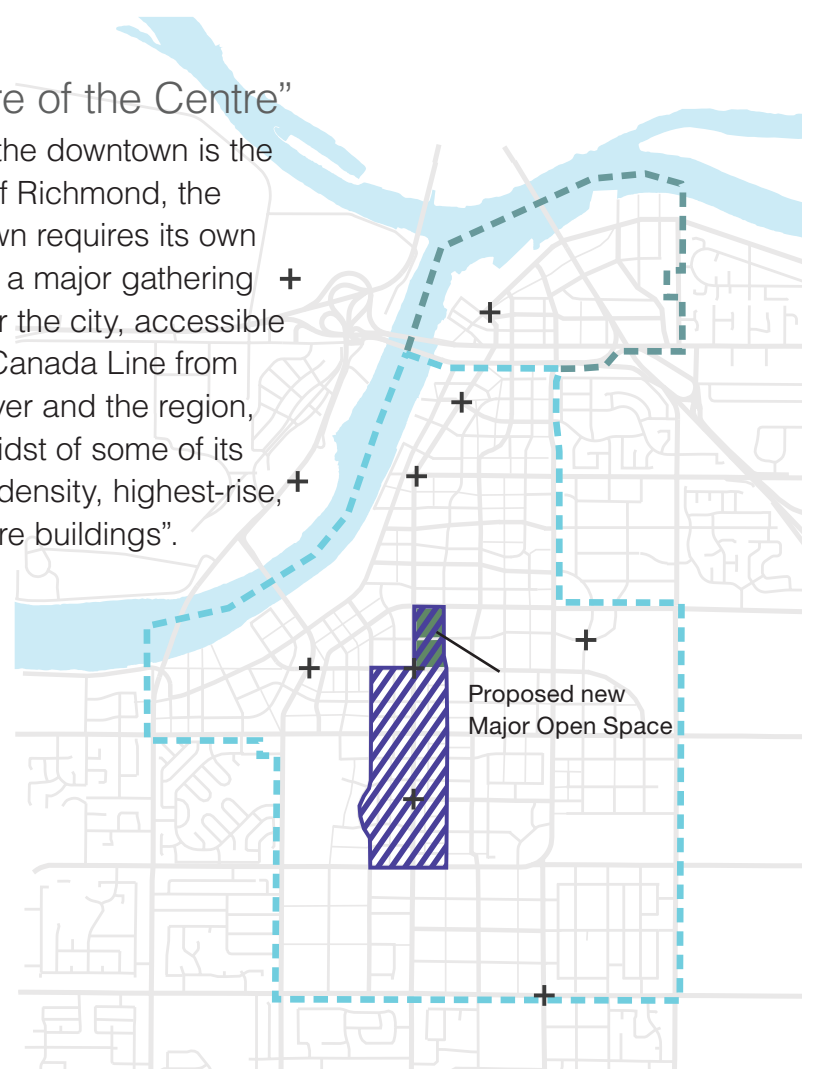 re of the Centre”
the downtown is the
f Richmond, the
wn requires its own
a major gathering
r the city, accessible
Canada Line from
ver and the region,
idst of some of its
density, highest-rise,
re buildings”.
Proposed new
Major Open Space